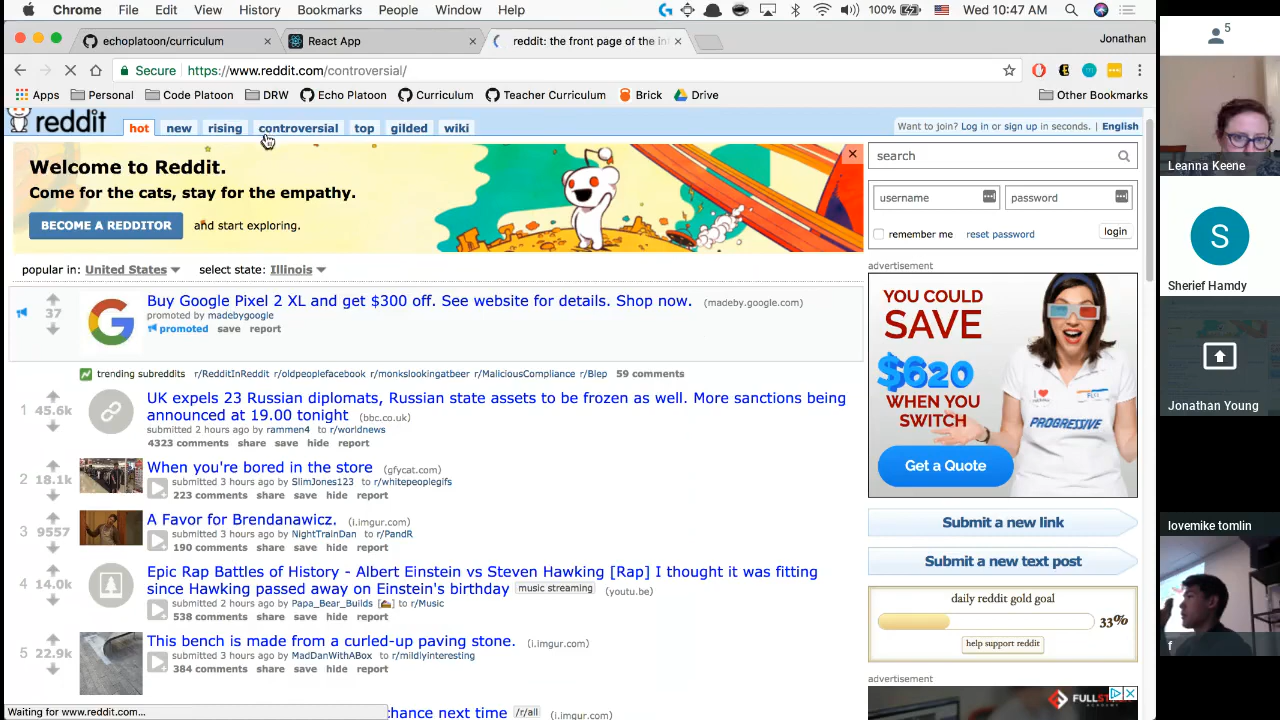 Chrome File Edit View History Bookmarks People Window Help 100% Wed 10:47 AM
echoplatoon/curriculum × React App × reddit: the front page of the in × Jonathan
Secure https://www.reddit.com/controversial/
Apps Personal Code Platoon DRW Echo Platoon Curriculum Teacher Curriculum Brick Drive Other Bookmarks
reddit hot new rising controversial top gilded wiki
Want to join? Log in or sign up in seconds. English
Welcome to Reddit.
Come for the cats, stay for the empathy.
BECOME A REDDITOR and start exploring.
popular in: United States select state: Illinois
37
Buy Google Pixel 2 XL and get $300 off. See website for details. Shop now. (madeby.google.com)
promoted by madebygoogle
promoted save report
trending subreddits r/RedditInReddit r/oldpeoplefacebook r/monkslookingatbeer r/MaliciousCompliance r/Blep 59 comments
1 45.6k
UK expels 23 Russian diplomats, Russian state assets to be frozen as well. More sanctions being
announced at 19.00 tonight (bbc.co.uk)
submitted 2 hours ago by rammen4 to r/worldnews
4323 comments share save hide report
2 18.1k
When you're bored in the store (gfycat.com)
submitted 3 hours ago by SlimJones123 to r/whitepeoplegifs
223 comments share save hide report
3 9557
A Favor for Brendanawicz. (i.imgur.com)
submitted 3 hours ago by NightTrainDan to r/PandR
190 comments share save hide report
4 14.0k
Epic Rap Battles of History - Albert Einstein vs Steven Hawking [Rap] I thought it was fitting
since Hawking passed away on Einstein's birthday music streaming (youtu.be)
submitted 2 hours ago by Papa_Bear_Builds to r/Music
538 comments share save hide report
5 22.9k
This bench is made from a curled-up paving stone. (i.imgur.com)
submitted 3 hours ago by MadDanWithABox to r/mildlyinteresting
384 comments share save hide report
chance next time /r/all (i.imgur.com)
Waiting for www.reddit.com...
search
username password
remember me reset password login
advertisement
YOU COULD
SAVE
$620
WHEN YOU
SWITCH
PROGRESSIVE
Get a Quote
Submit a new link
Submit a new text post
daily reddit gold goal
33%
help support reddit
advertisement
5
Leanna Keene
S
Sherief Hamdy
Jonathan Young
lovemike tomlin
f